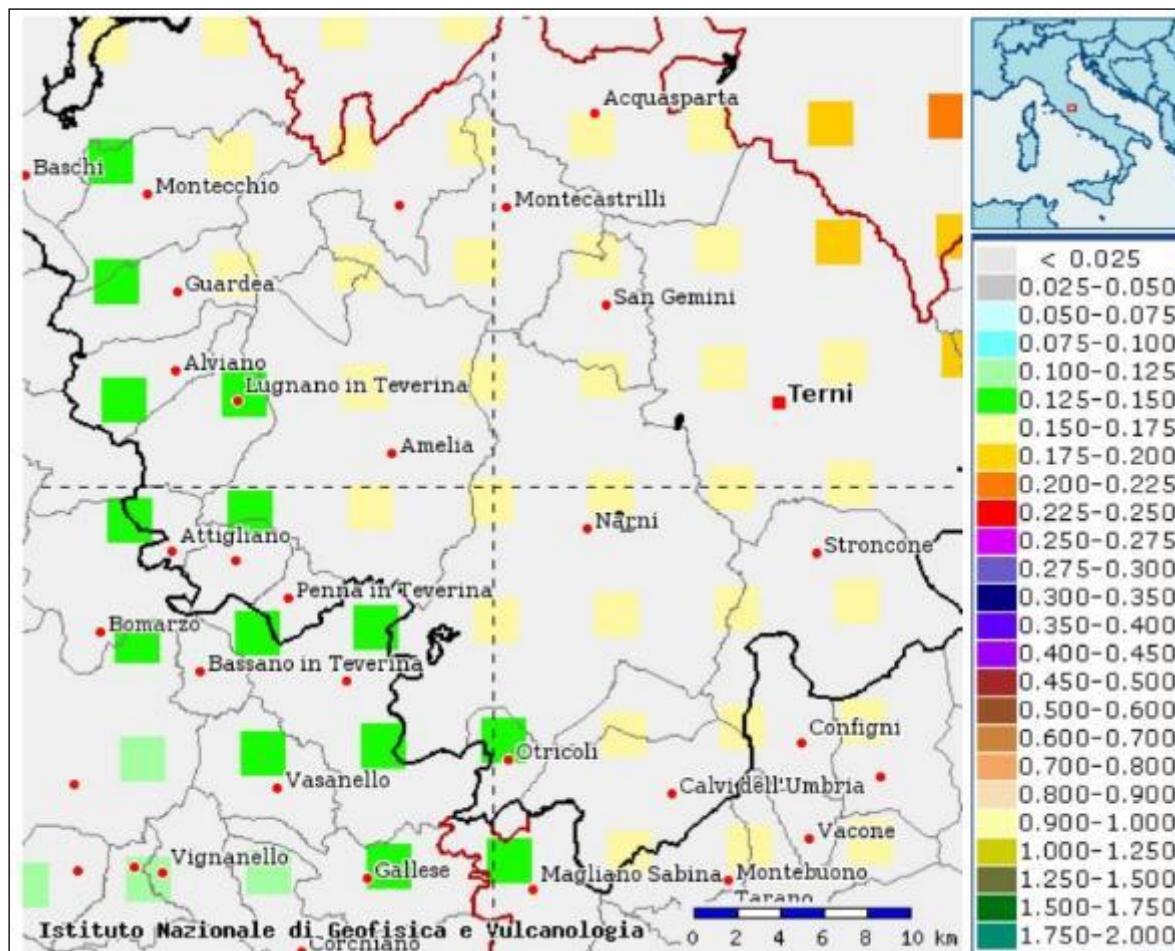 Acquasparta
Baschi
Montecchio
Montecastrilli
Guardea
San Gemini
Alviano
Lugnano in Teverina
Terni
Amelia
Narni
Attigliano
Stroncone
Penna in Teverina
Bomarzo
Bassano in Teverina
Configni
Otricoli
Vasanello
Calvi dell'Umbria
Vacone
Vignanello
Gallese
Magliano Sabina
Montebuono
Tarano
Istituto Nazionale di Geofisica e Vulcanologia
Corchiano
0 2 4 6 8 10 km
< 0.025
0.025-0.050
0.050-0.075
0.075-0.100
0.100-0.125
0.125-0.150
0.150-0.175
0.175-0.200
0.200-0.225
0.225-0.250
0.250-0.275
0.275-0.300
0.300-0.350
0.350-0.400
0.400-0.450
0.450-0.500
0.500-0.600
0.600-0.700
0.700-0.800
0.800-0.900
0.900-1.000
1.000-1.250
1.250-1.500
1.500-1.750
1.750-2.000